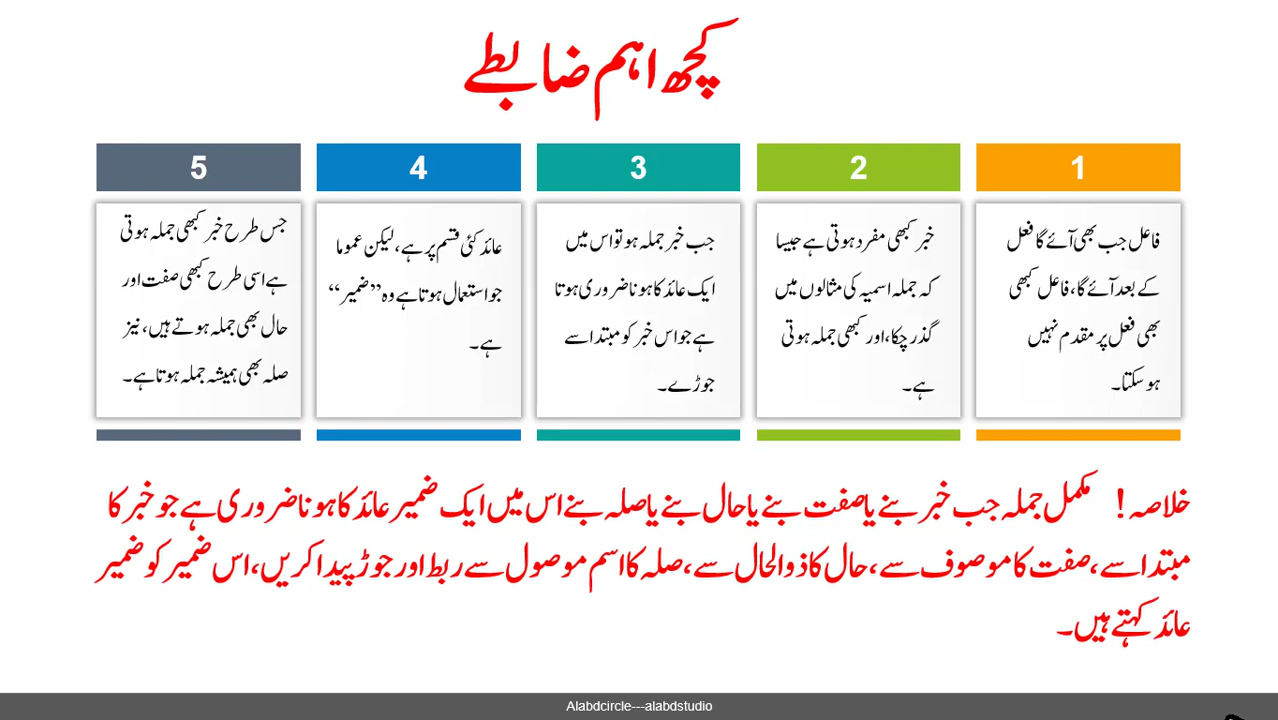 کچھ اہم ضابطے
1
فاعل جب بھی آئے گا فعل
کے بعد آئے گا، فاعل کبھی
بھی فعل پر مقدم نہیں
ہو سکتا۔
2
خبر کبھی مفرد ہوتی ہے جیسا
کہ جملہ اسمیہ کی مثالوں میں
گذر چکا، اور کبھی جملہ ہوتی
ہے۔
3
جب خبر جملہ ہو تو اس میں
ایک عائد کا ہونا ضروری ہوتا
ہے جو اس خبر کو مبتدا سے
جوڑے۔
4
عائد کئی قسم پر ہے، لیکن عموما
جو استعمال ہوتا ہے وہ ”ضمیر“
ہے۔
5
جس طرح خبر کبھی جملہ ہوتی
ہے اسی طرح کبھی صفت اور
حال بھی جملہ ہوتے ہیں، نیز
صلہ بھی ہمیشہ جملہ ہوتا ہے۔
خلاصہ! مکمل جملہ جب خبر بنے یا صفت بنے یا حال بنے یا صلہ بنے اس میں ایک ضمیر عائد کا ہونا ضروری ہے جو خبر کا
مبتدا سے، صفت کا موصوف سے، حال کا ذوالحال سے، صلہ کا اسم موصول سے ربط اور جوڑ پیدا کریں، اس ضمیر کو ضمیر
عائد کہتے ہیں۔
Alabdcircle---alabdstudio